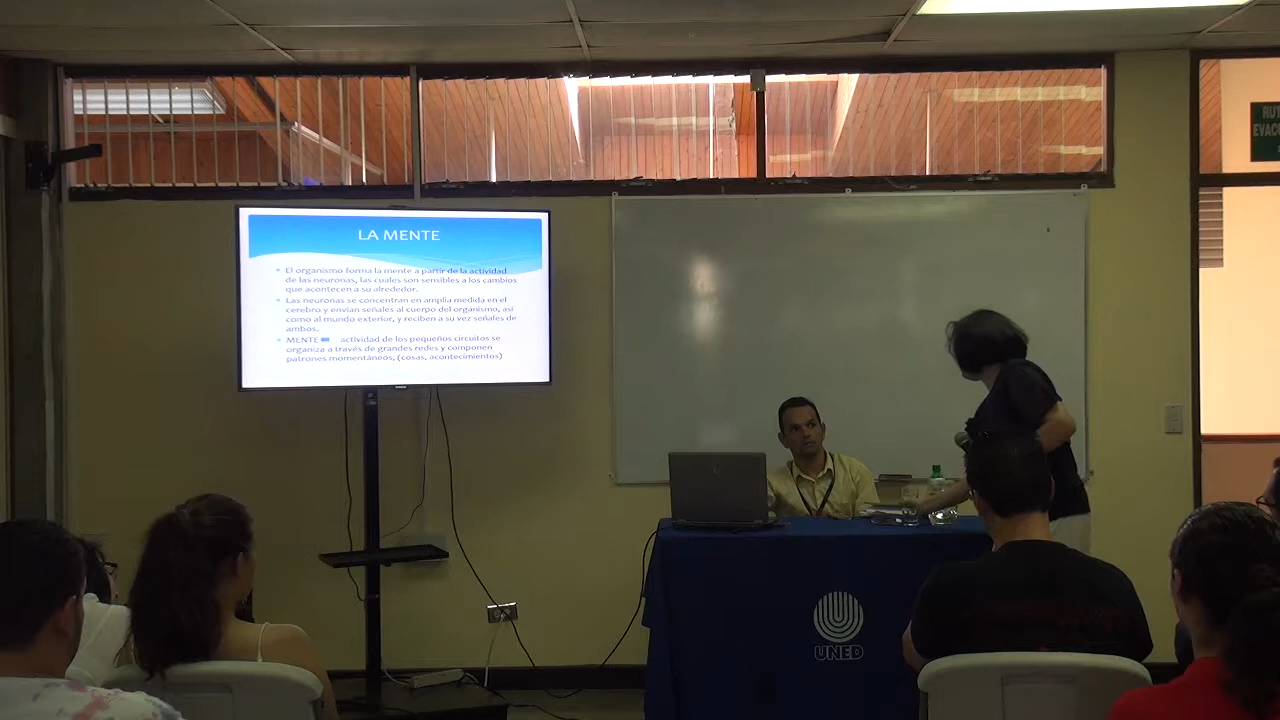 LA MENTE
El organismo forma la mente a partir de la actividad
de las neuronas, las cuales son sensibles a los cambios
que acontecen a su alrededor.
Las neuronas se concentran en amplia medida en el
cerebro y envían señales al cuerpo del organismo, así
como al mundo exterior, y reciben a su vez señales de
ambos.
MENTE actividad de los pequeños circuitos se
organiza a través de grandes redes y componen
patrones momentáneos, (cosas, acontecimientos)
UNED
RUT
EVACU